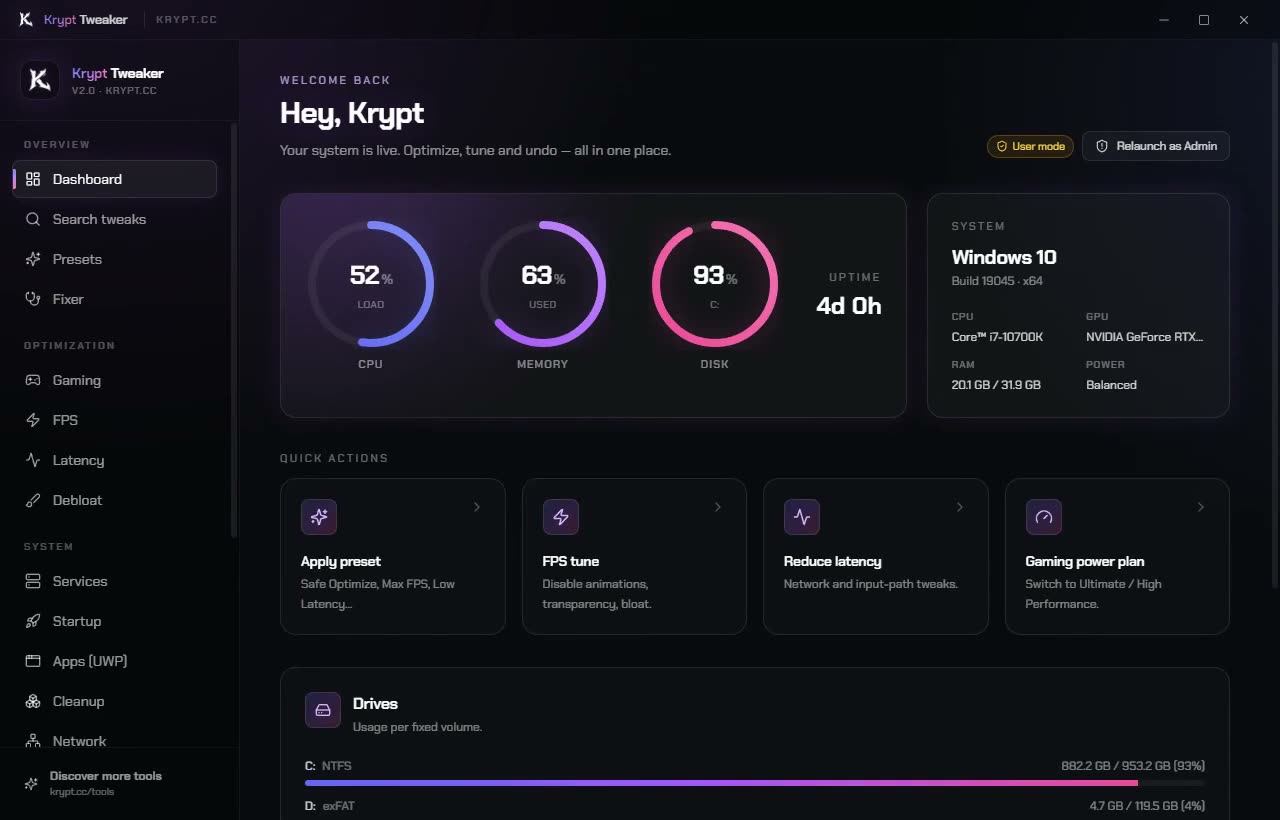 Krypt Tweaker KRYPT.CC
Krypt Tweaker
V2.0 · KRYPT.CC
OVERVIEW
Dashboard
Search tweaks
Presets
Fixer
OPTIMIZATION
Gaming
FPS
Latency
Debloat
SYSTEM
Services
Startup
Apps (UWP)
Cleanup
Network
Discover more tools
krypt.cc/tools
WELCOME BACK
Hey, Krypt
Your system is live. Optimize, tune and undo — all in one place.
User mode
Relaunch as Admin
52%
LOAD
CPU
63%
USED
MEMORY
93%
C:
DISK
UPTIME
4d 0h
SYSTEM
Windows 10
Build 19045 · x64
CPU
Core™ i7-10700K
GPU
NVIDIA GeForce RTX...
RAM
20.1 GB / 31.9 GB
POWER
Balanced
QUICK ACTIONS
Apply preset
Safe Optimize, Max FPS, Low
Latency...
FPS tune
Disable animations,
transparency, bloat.
Reduce latency
Network and input-path tweaks.
Gaming power plan
Switch to Ultimate / High
Performance.
Drives
Usage per fixed volume.
C: NTFS
882.2 GB / 953.2 GB (93%)
D: exFAT
4.7 GB / 119.5 GB (4%)